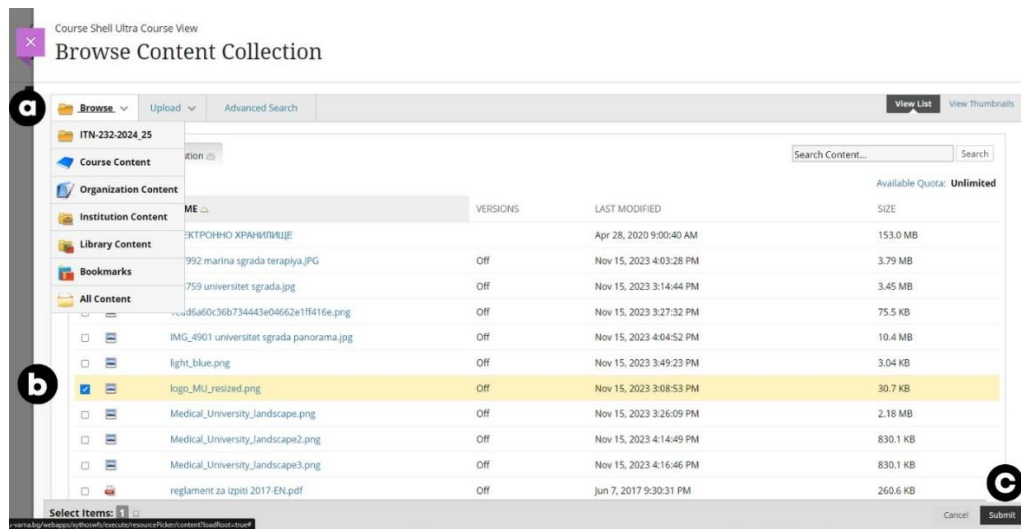 Course Shell Ultra Course View
Browse Content Collection
a
Browse Upload Advanced Search View List View Thumbnails
ITN-232-2024_25
Course Content
Search Content... Search
Organization Content
Available Quota: Unlimited
Institution Content
VERSIONS LAST MODIFIED SIZE
Library Content
Apr 28, 2020 9:00:40 AM 153.0 MB
Bookmarks
marina sgrada terapiya.JPG Off Nov 15, 2023 4:03:28 PM 3.79 MB
All Content
universitet sgrada.jpg Off Nov 15, 2023 3:14:44 PM 3.45 MB
Off Nov 15, 2023 3:27:32 PM 75.5 KB
IMG_4901 universitet sgrada panorama.jpg Off Nov 15, 2023 4:04:52 PM 10.4 MB
light_blue.png Off Nov 15, 2023 3:49:23 PM 3.04 KB
b
logo_MU_resized.png Off Nov 15, 2023 3:08:53 PM 30.7 KB
Medical_University_landscape.png Off Nov 15, 2023 3:26:09 PM 2.18 MB
Medical_University_landscape2.png Off Nov 15, 2023 4:14:49 PM 830.1 KB
Medical_University_landscape3.png Off Nov 15, 2023 4:16:46 PM 830.1 KB
reglament za izpiti 2017-EN.pdf Off Jun 7, 2017 9:30:31 PM 260.6 KB
c
Select Items: 1 Cancel Submit